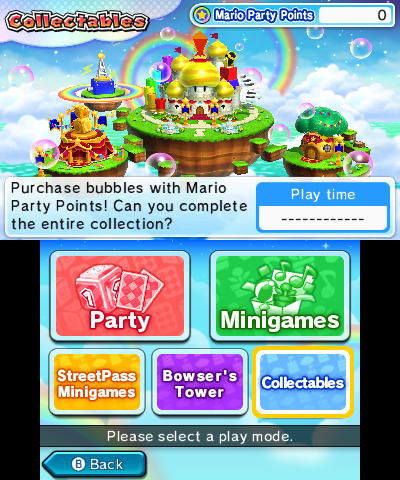 Collectables
Mario Party Points 0
Purchase bubbles with Mario
Party Points! Can you complete
the entire collection?
Play time
------------
Party
Minigames
StreetPass
Minigames
Bowser's
Tower
Collectables
Please select a play mode.
B Back